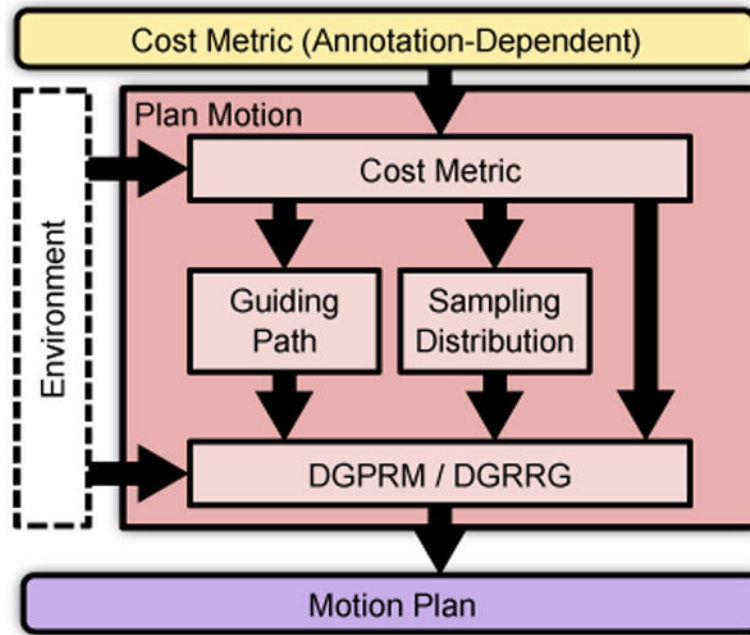 Cost Metric (Annotation-Dependent)
Plan Motion
Cost Metric
Environment
Guiding
Path
Sampling
Distribution
DGPRM / DGRRG
Motion Plan